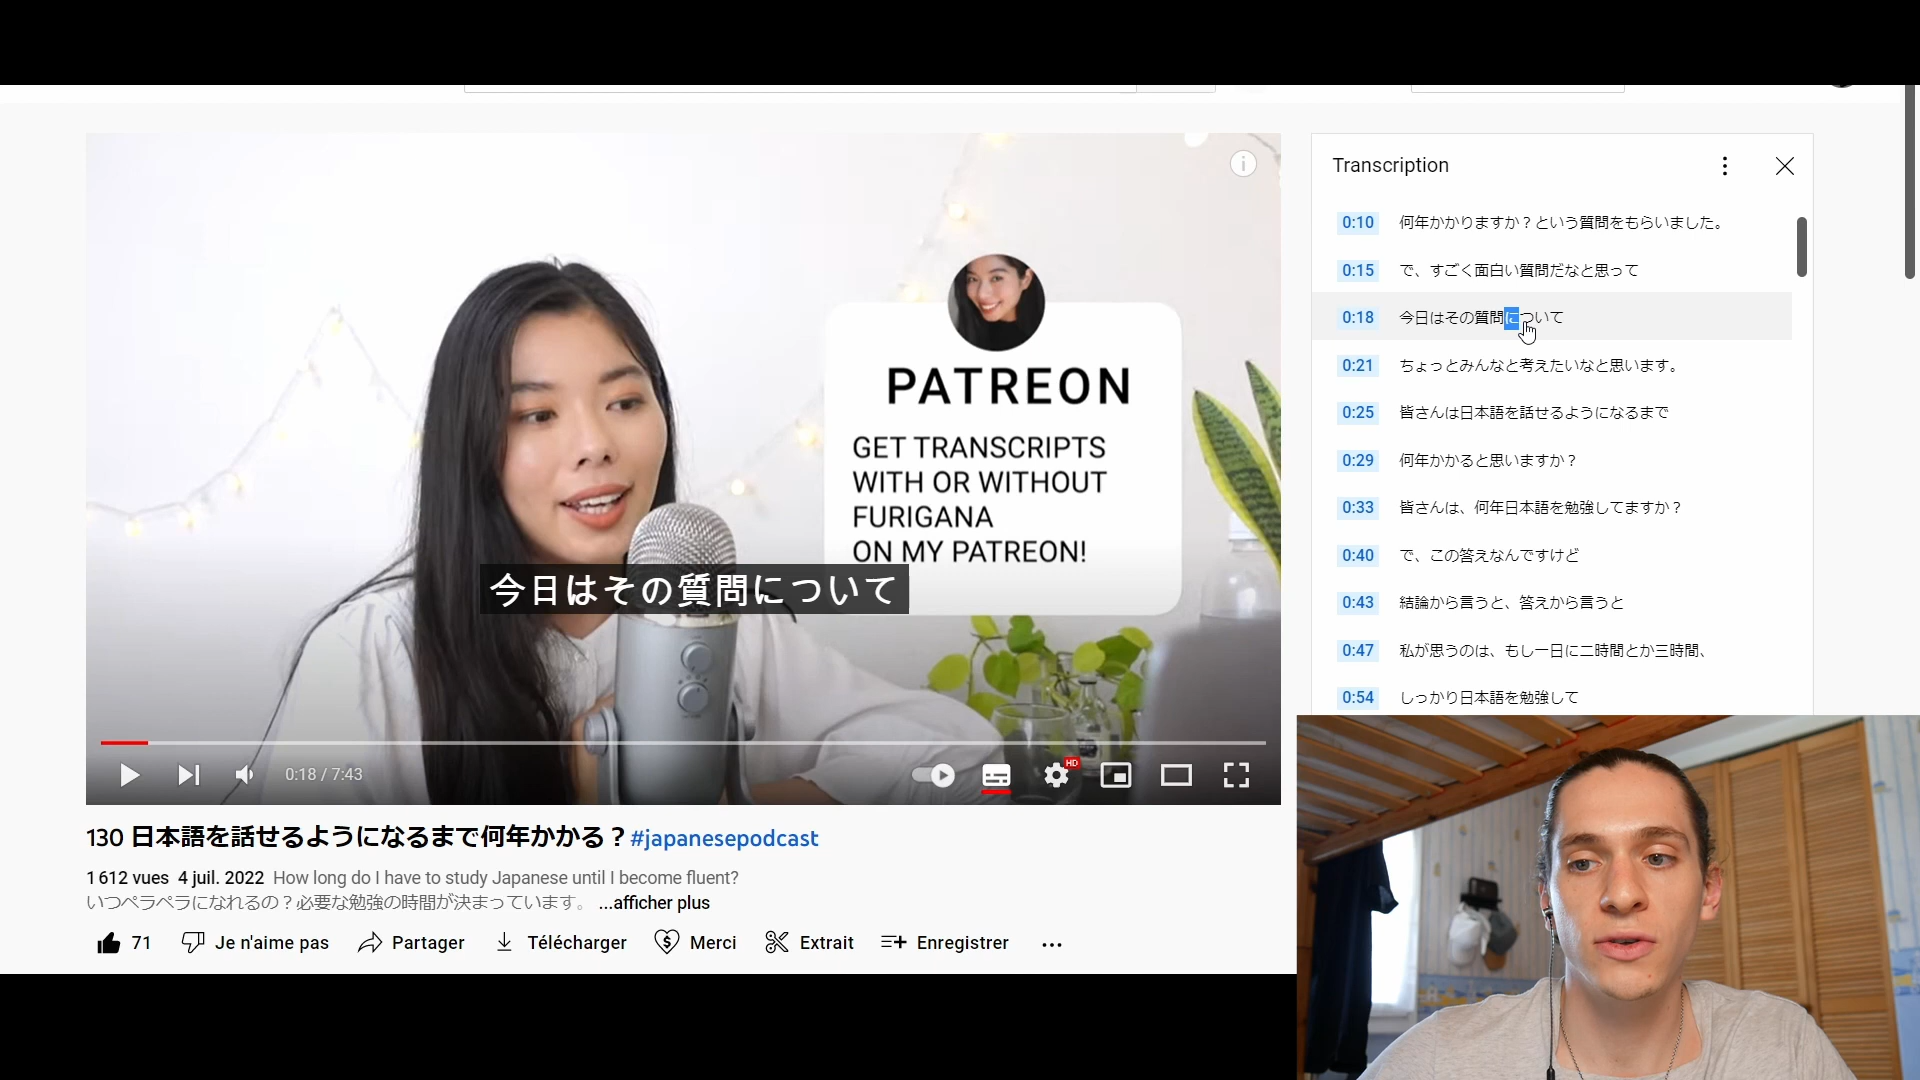 PATREON
GET TRANSCRIPTS
WITH OR WITHOUT
FURIGANA
ON MY PATREON!
今日はその質問について
0:18 / 7:43
HD
130 日本語を話せるようになるまで何年かかる？#japanesepodcast
1 612 vues 4 juil. 2022 How long do I have to study Japanese until I become fluent?
いつペラペラになれるの？必要な勉強の時間が決まっています。 ...afficher plus
71 Je n'aime pas Partager Télécharger Merci Extrait Enregistrer
Transcription
0:10 何年かかりますか？という質問をもらいました。
0:15 で、すごく面白い質問だなと思って
0:18 今日はその質問について
0:21 ちょっとみんなと考えたいなと思います。
0:25 皆さんは日本語を話せるようになるまで
0:29 何年かかると思いますか？
0:33 皆さんは、何年日本語を勉強してますか？
0:40 で、この答えなんですけど
0:43 結論から言うと、答えから言うと
0:47 私が思うのは、もし一日に二時間とか三時間、
0:54 しっかり日本語を勉強して